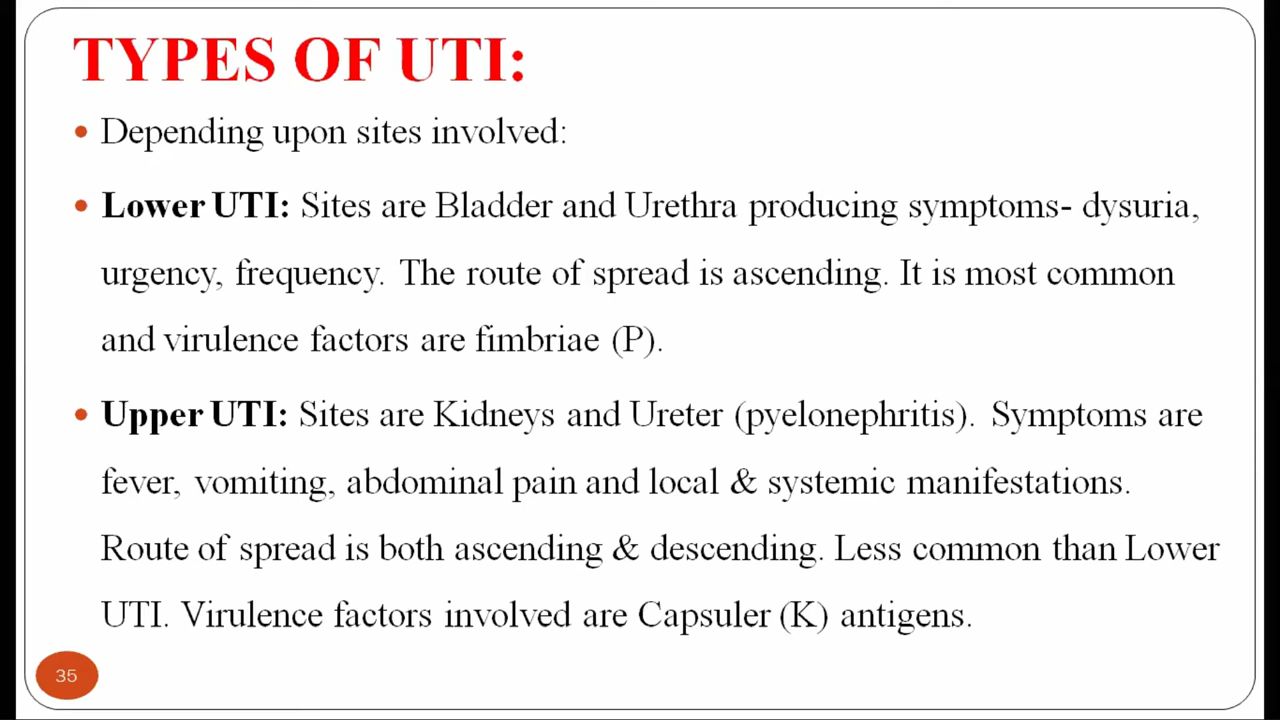 TYPES OF UTI:
• Depending upon sites involved:
• Lower UTI: Sites are Bladder and Urethra producing symptoms- dysuria,
urgency, frequency. The route of spread is ascending. It is most common
and virulence factors are fimbriae (P).
• Upper UTI: Sites are Kidneys and Ureter (pyelonephritis). Symptoms are
fever, vomiting, abdominal pain and local & systemic manifestations.
Route of spread is both ascending & descending. Less common than Lower
UTI. Virulence factors involved are Capsuler (K) antigens.
35